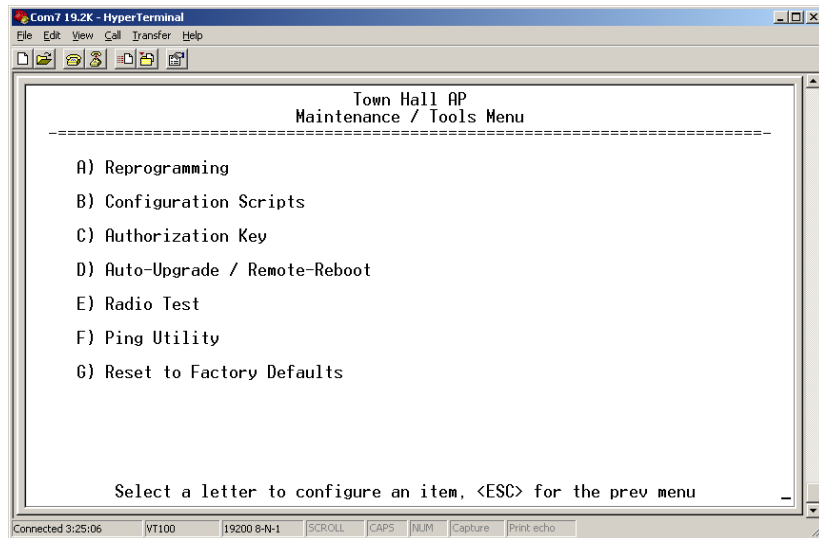 Com7 19.2K - HyperTerminal
File Edit View Call Transfer Help
Town Hall AP
Maintenance / Tools Menu
-==========================================================================-
A) Reprogramming
B) Configuration Scripts
C) Authorization Key
D) Auto-Upgrade / Remote-Reboot
E) Radio Test
F) Ping Utility
G) Reset to Factory Defaults
Select a letter to configure an item, <ESC> for the prev menu _
Connected 3:25:06 VT100 19200 8-N-1 SCROLL CAPS NUM Capture Print echo